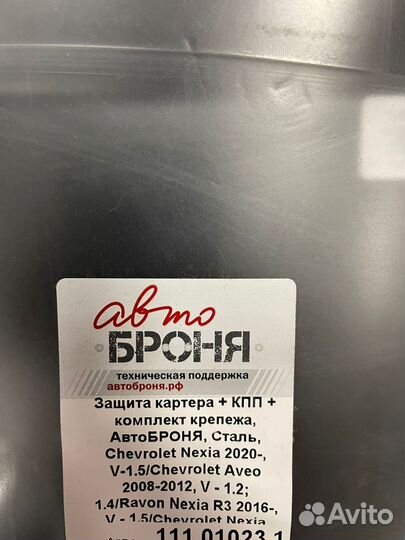 авто
БРОНЯ
техническая поддержка
автоброня.рф
Защита картера + КПП +
комплект крепежа,
АвтоБРОНЯ, Сталь,
Chevrolet Nexia 2020-,
V-1.5/Chevrolet Aveo
2008-2012, V - 1.2;
1.4/Ravon Nexia R3 2016-,
V - 1.5/Chevrolet Nexia
111.01023.1
Avito